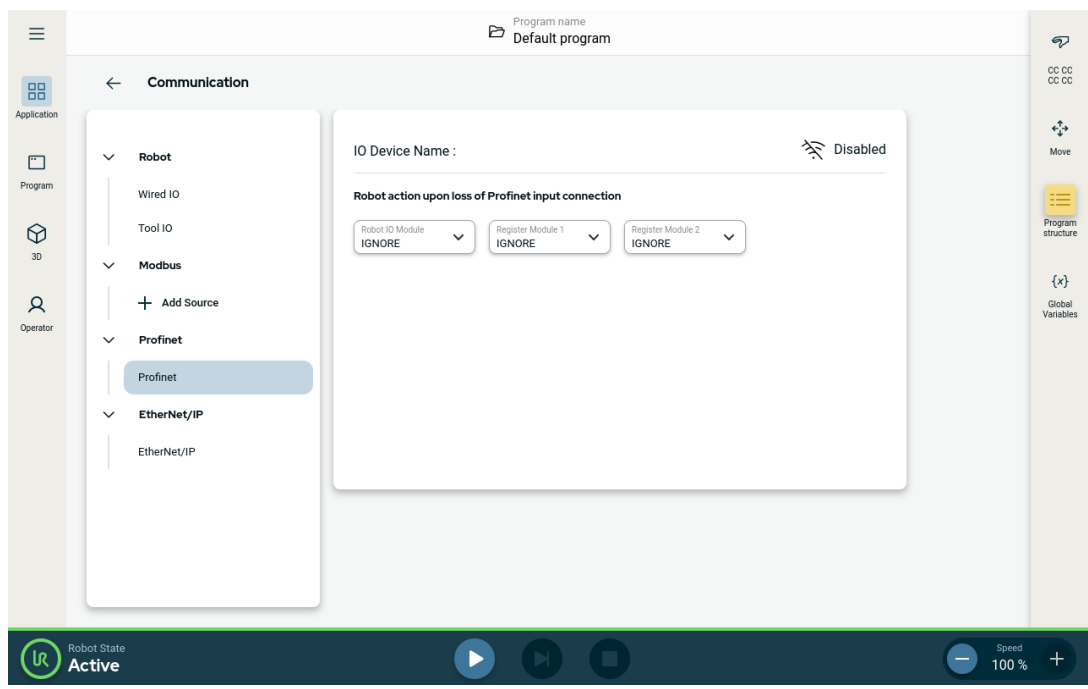 Program name
Default program
Application
Program
3D
Operator
Communication
Robot
Wired IO
Tool IO
Modbus
Add Source
Profinet
Profinet
EtherNet/IP
EtherNet/IP
IO Device Name :
Disabled
Robot action upon loss of Profinet input connection
Robot IO Module
IGNORE
Register Module 1
IGNORE
Register Module 2
IGNORE
CC CC
CC CC
Move
Program
structure
{x}
Global
Variables
UR
Robot State
Active
Speed
100 %